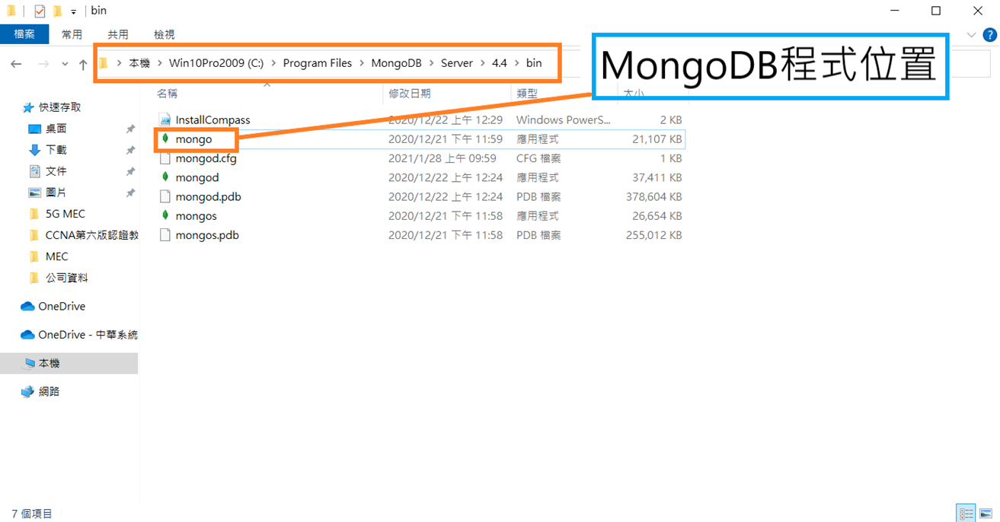 bin
檔案 常用 共用 檢視
本機 > Win10Pro2009 (C:) > Program Files > MongoDB > Server > 4.4 > bin
MongoDB程式位置
名稱 修改日期 類型 大小
快速存取
桌面
下載
文件
圖片
5G MEC
CCNA第六版認證教
MEC
公司資料
OneDrive
OneDrive - 中華系統
本機
網路
InstallCompass 2020/12/22 上午 12:29 Windows PowerS... 2 KB
mongo 2020/12/21 下午 11:59 應用程式 21,107 KB
mongod.cfg 2021/1/28 上午 09:59 CFG 檔案 1 KB
mongod 2020/12/22 上午 12:24 應用程式 37,411 KB
mongod.pdb 2020/12/22 上午 12:24 PDB 檔案 378,604 KB
mongos 2020/12/21 下午 11:58 應用程式 26,654 KB
mongos.pdb 2020/12/21 下午 11:58 PDB 檔案 255,012 KB
7 個項目